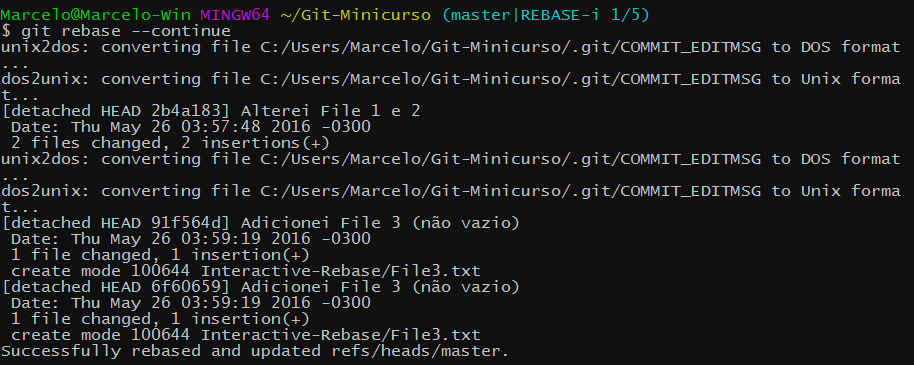 Marcelo@Marcelo-Win MINGW64 ~/Git-Minicurso (master|REBASE-i 1/5)
$ git rebase --continue
unix2dos: converting file C:/Users/Marcelo/Git-Minicurso/.git/COMMIT_EDITMSG to DOS format
...
dos2unix: converting file C:/Users/Marcelo/Git-Minicurso/.git/COMMIT_EDITMSG to Unix forma
t...
[detached HEAD 2b4a183] Alterei File 1 e 2
 Date: Thu May 26 03:57:48 2016 -0300
 2 files changed, 2 insertions(+)
unix2dos: converting file C:/Users/Marcelo/Git-Minicurso/.git/COMMIT_EDITMSG to DOS format
...
dos2unix: converting file C:/Users/Marcelo/Git-Minicurso/.git/COMMIT_EDITMSG to Unix forma
t...
[detached HEAD 91f564d] Adicionei File 3 (não vazio)
 Date: Thu May 26 03:59:19 2016 -0300
 1 file changed, 1 insertion(+)
 create mode 100644 Interactive-Rebase/File3.txt
[detached HEAD 6f60659] Adicionei File 3 (não vazio)
 Date: Thu May 26 03:59:19 2016 -0300
 1 file changed, 1 insertion(+)
 create mode 100644 Interactive-Rebase/File3.txt
Successfully rebased and updated refs/heads/master.